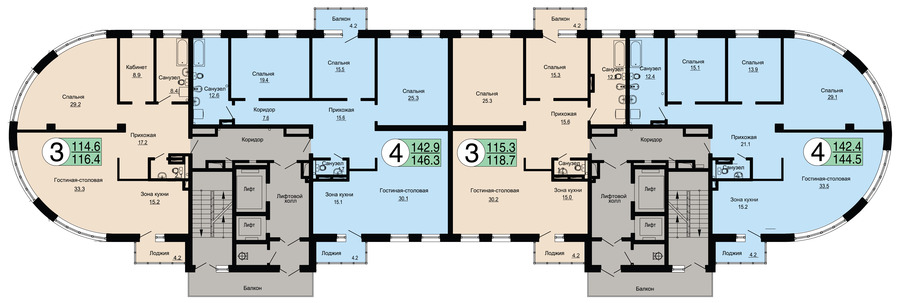 Балкон
4.2
Балкон
4.2
Кабинет
8.9
Санузел
8.4
Спальня
29.2
Санузел
12.6
Спальня
19.4
Спальня
15.5
Спальня
25.3
Коридор
7.6
Прихожая
15.6
Прихожая
17.2
Коридор
3
114.6
116.4
Гостиная-столовая
33.3
Зона кухни
15.2
Лоджия
4.2
Лифт
Лифт
Лифтовой
холл
Балкон
Санузел
Зона кухни
15.1
4
142.9
146.3
Гостиная-столовая
30.1
Лоджия
4.2
Спальня
25.3
Спальня
15.3
Санузел
Санузел
12.4
Спальня
15.1
Спальня
13.9
Спальня
29.1
Прихожая
15.6
3
115.3
118.7
Гостиная-столовая
30.2
Санузел
Зона кухни
15.0
Лоджия
4.2
Коридор
Лифтовой
холл
Лифт
Лифт
Балкон
Прихожая
21.1
Санузел
Зона кухни
15.2
4
142.4
144.5
Гостиная-столовая
33.5
Лоджия
4.2